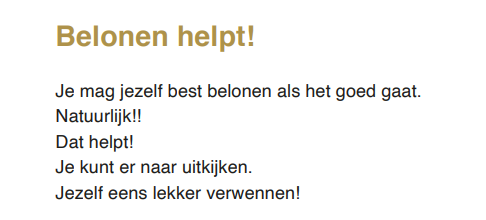 Belonen helpt!
Je mag jezelf best belonen als het goed gaat.
Natuurlijk!!
Dat helpt!
Je kunt er naar uitkijken.
Jezelf eens lekker verwennen!